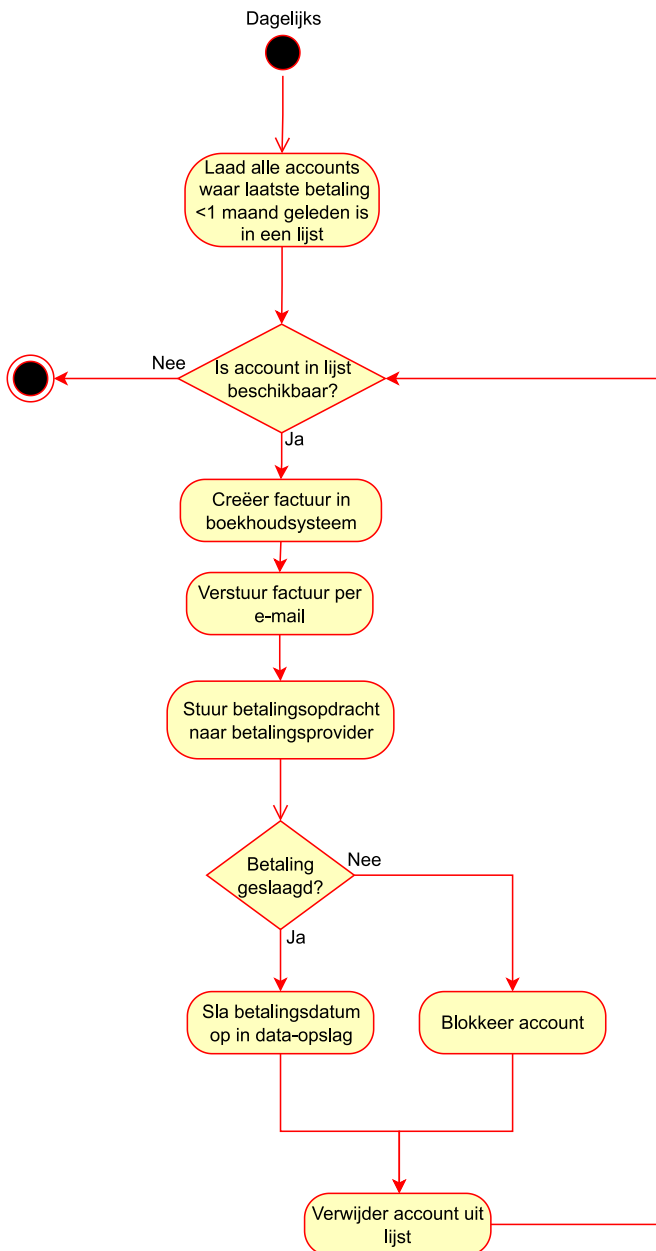 Dagelijks
Laad alle accounts
waar laatste betaling
<1 maand geleden is
in een lijst
Nee
Is account in lijst
beschikbaar?
Ja
Creëer factuur in
boekhoudsysteem
Verstuur factuur per
e-mail
Stuur betalingsopdracht
naar betalingsprovider
Betaling
geslaagd?
Nee
Ja
Sla betalingsdatum
op in data-opslag
Blokkeer account
Verwijder account uit
lijst